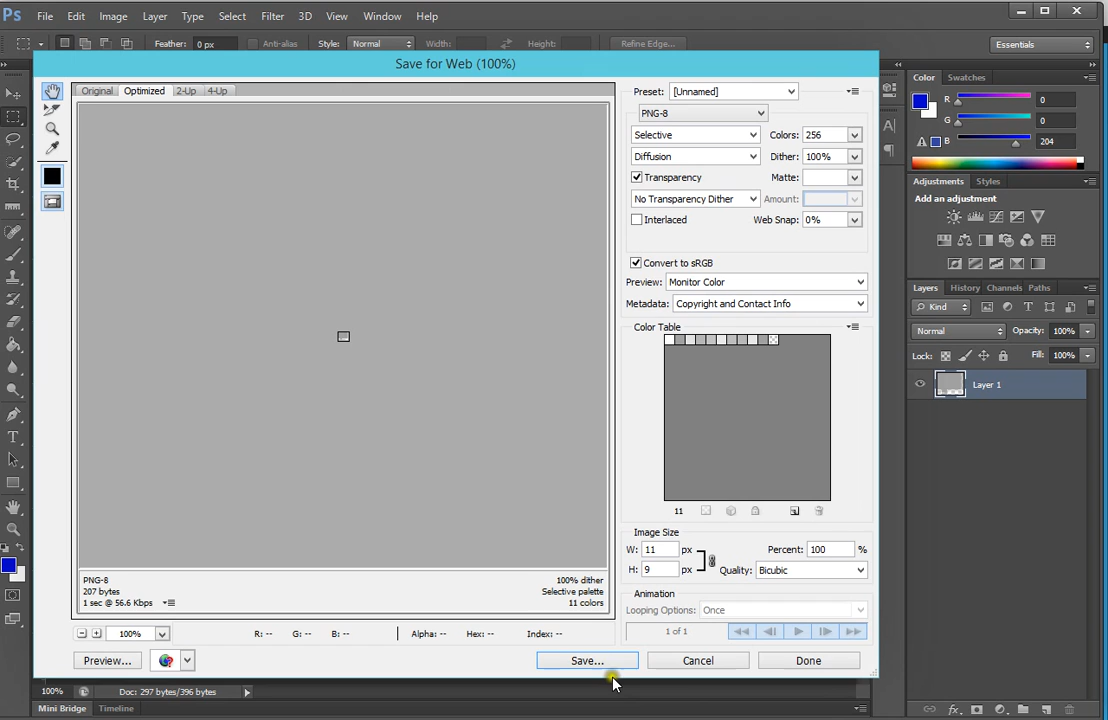 Ps File Edit Image Layer Type Select Filter 3D View Window Help
Feather: 0 px Anti-alias Style: Normal Width: Height: Refine Edge... Essentials
Save for Web (100%)
Original Optimized 2-Up 4-Up
Preset: [Unnamed]
PNG-8
Selective Colors: 256
Diffusion Dither: 100%
Transparency Matte:
No Transparency Dither Amount:
Interlaced Web Snap: 0%
Convert to sRGB
Preview: Monitor Color
Metadata: Copyright and Contact Info
Color Table
11
Image Size
W: 11 px Percent: 100 %
H: 9 px Quality: Bicubic
Animation
Looping Options: Once
1 of 1
PNG-8 100% dither
207 bytes Selective palette
1 sec @ 56.6 Kbps 11 colors
100% R: -- G: -- B: -- Alpha: -- Hex: -- Index: --
Preview... Save... Cancel Done
100% Doc: 297 bytes/396 bytes
Mini Bridge Timeline
Color Swatches
R 0
G 0
B 204
Adjustments Styles
Add an adjustment
Layers History Channels Paths
Kind T
Normal Opacity: 100%
Lock: Fill: 100%
Layer 1
fx